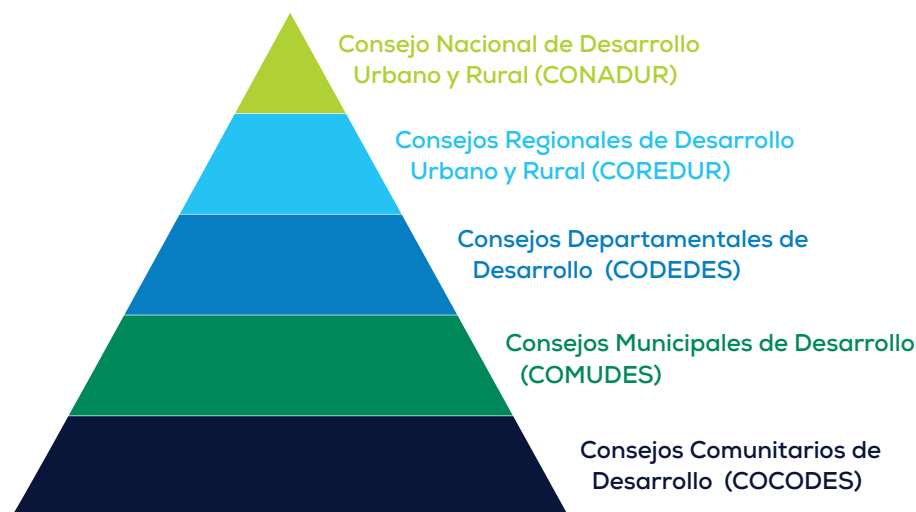 Consejo Nacional de Desarrollo
Urbano y Rural (CONADUR)
Consejos Regionales de Desarrollo
Urbano y Rural (COREDUR)
Consejos Departamentales de
Desarrollo (CODEDES)
Consejos Municipales de Desarrollo
(COMUDES)
Consejos Comunitarios de
Desarrollo (COCODES)